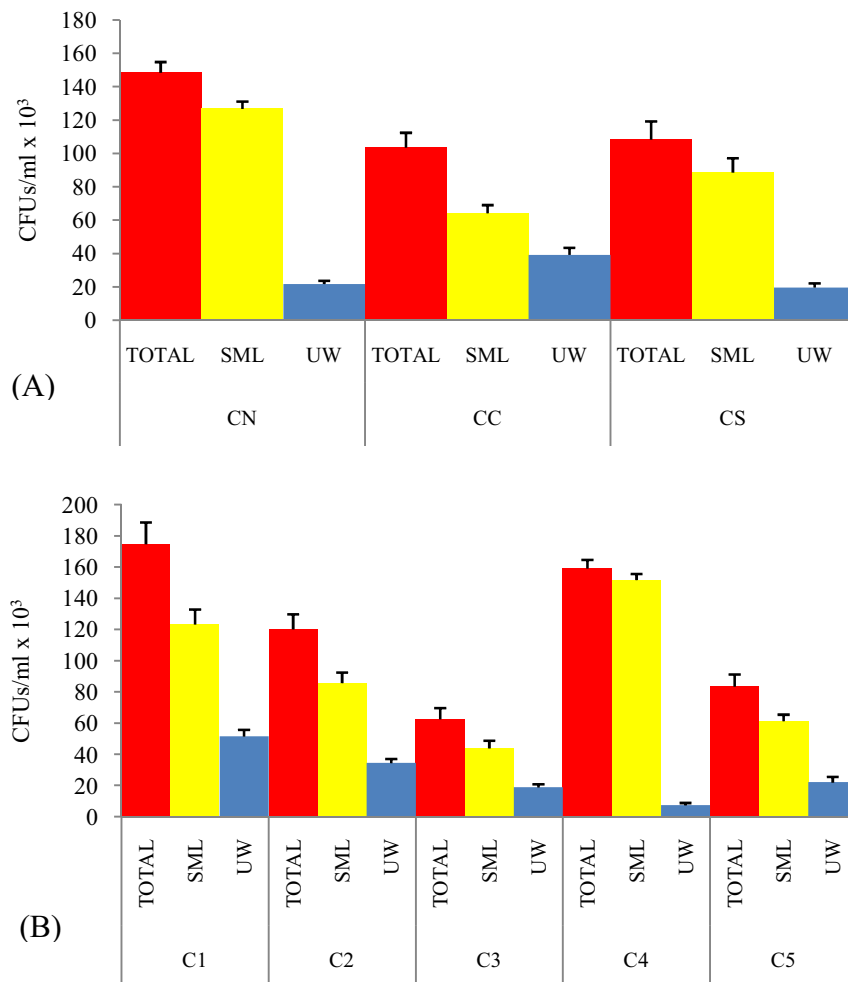 180
160
140
120
100
80
60
40
20
0
CFUs/ml x 10³
TOTAL SML UW TOTAL SML UW TOTAL SML UW
CN CC CS
(A)
200
180
160
140
120
100
80
60
40
20
0
CFUs/ml x 10³
TOTAL SML UW TOTAL SML UW TOTAL SML UW TOTAL SML UW TOTAL SML UW
C1 C2 C3 C4 C5
(B)